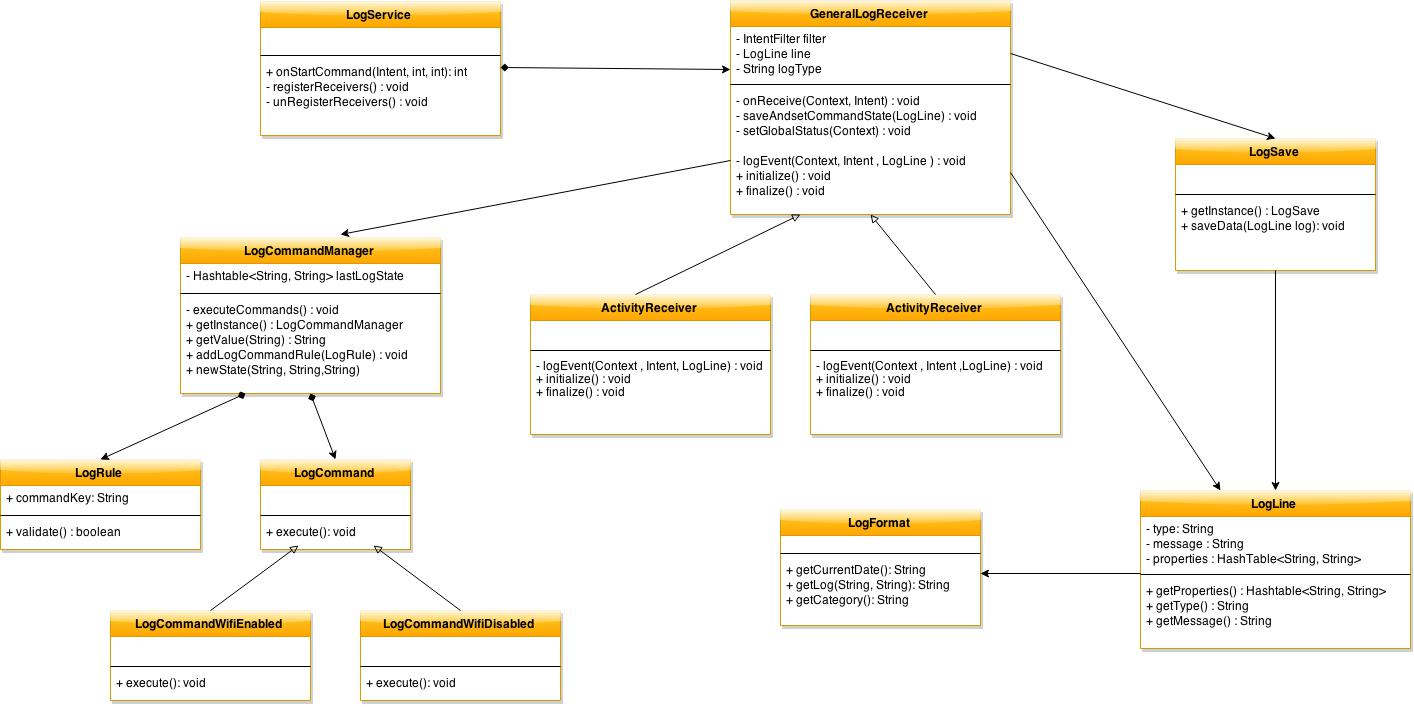 LogService
+ onStartCommand(Intent, int, int): int
- registerReceivers() : void
- unRegisterReceivers() : void
GeneralLogReceiver
- IntentFilter filter
- LogLine line
- String logType
- onReceive(Context, Intent) : void
- saveAndsetCommandState(LogLine) : void
- setGlobalStatus(Context) : void
- logEvent(Context, Intent , LogLine ) : void
+ initialize() : void
+ finalize() : void
LogSave
+ getInstance() : LogSave
+ saveData(LogLine log): void
LogCommandManager
- Hashtable<String, String> lastLogState
- executeCommands() : void
+ getInstance() : LogCommandManager
+ getValue(String) : String
+ addLogCommandRule(LogRule) : void
+ newState(String, String,String)
ActivityReceiver
- logEvent(Context , Intent, LogLine) : void
+ initialize() : void
+ finalize() : void
ActivityReceiver
- logEvent(Context , Intent ,LogLine) : void
+ initialize() : void
+ finalize() : void
LogRule
+ commandKey: String
+ validate() : boolean
LogCommand
+ execute(): void
LogFormat
+ getCurrentDate(): String
+ getLog(String, String): String
+ getCategory(): String
LogLine
- type: String
- message : String
- properties : HashTable<String, String>
+ getProperties() : Hashtable<String, String>
+ getType() : String
+ getMessage() : String
LogCommandWifiEnabled
+ execute(): void
LogCommandWifiDisabled
+ execute(): void